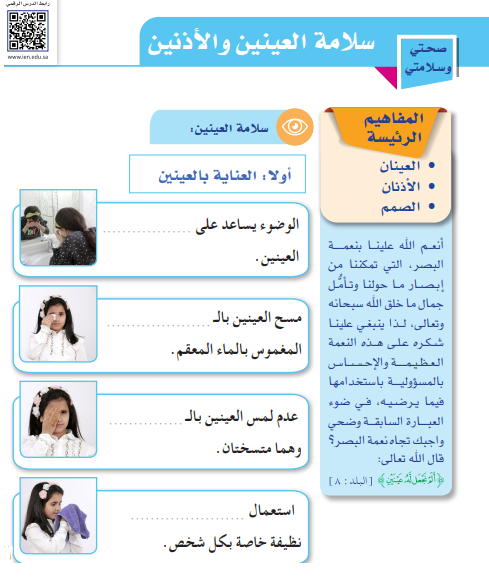 رابط الدرس الرقمي
www.ien.edu.sa
صحتي
وسلامتي
سلامة العينين والأذنين
المفاهيم
الرئيسة
• العينان
• الأذنان
• الصمم
أنعم الله علينا بنعمة
البصر، التي تمكننا من
إبصار ما حولنا وتأمُّل
جمال ما خلق الله سبحانه
وتعالى، لذا ينبغي علينا
شكره على هذه النعمة
العظيمة والإحساس
بالمسؤولية باستخدامها
فيما يرضيه، في ضوء
العبارة السابقة وضحي
واجبك تجاه نعمة البصر؟
قال الله تعالى:
﴿أَلَمْ نَجْعَل لَّهُ عَيْنَيْنِ﴾ [البلد: ٨]
سلامة العينين:
أولا: العناية بالعينين
الوضوء يساعد على ......................
العينين.
مسح العينين بالـ ......................
المغموس بالماء المعقم.
عدم لمس العينين بالـ ................
وهما متسختان.
استعمال ........................
نظيفة خاصة بكل شخص.